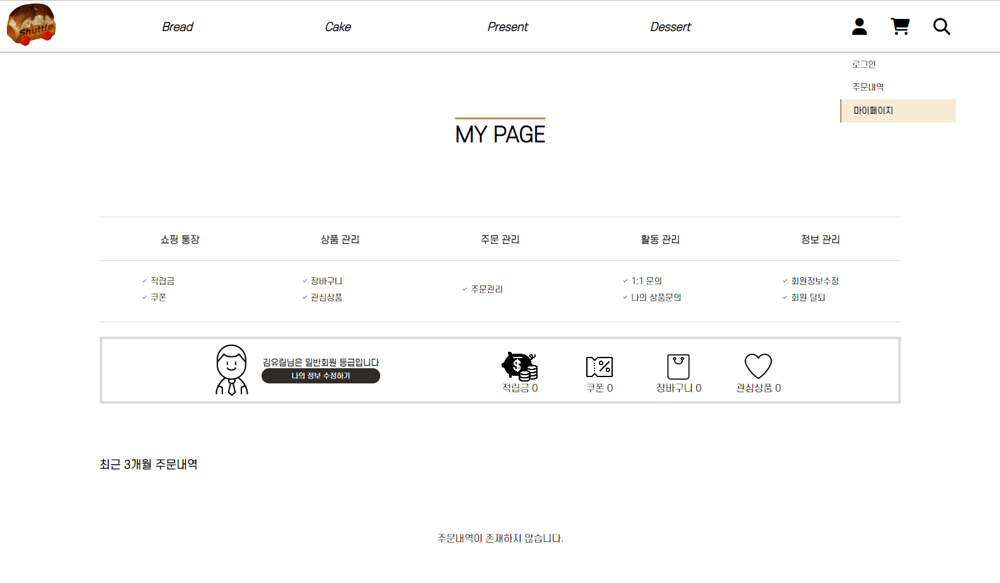 Shuttle
Bread Cake Present Dessert
로그인
주문내역
마이페이지
MY PAGE
쇼핑 통장 상품 관리 주문 관리 활동 관리 정보 관리
적립금 장바구니 주문관리 1:1 문의 회원정보수정
쿠폰 관심상품 나의 상품문의 회원 탈퇴
김유림님은 일반회원 등급입니다
나의 정보 수정하기
적립금 0 쿠폰 0 장바구니 0 관심상품 0
최근 3개월 주문내역
주문내역이 존재하지 않습니다.